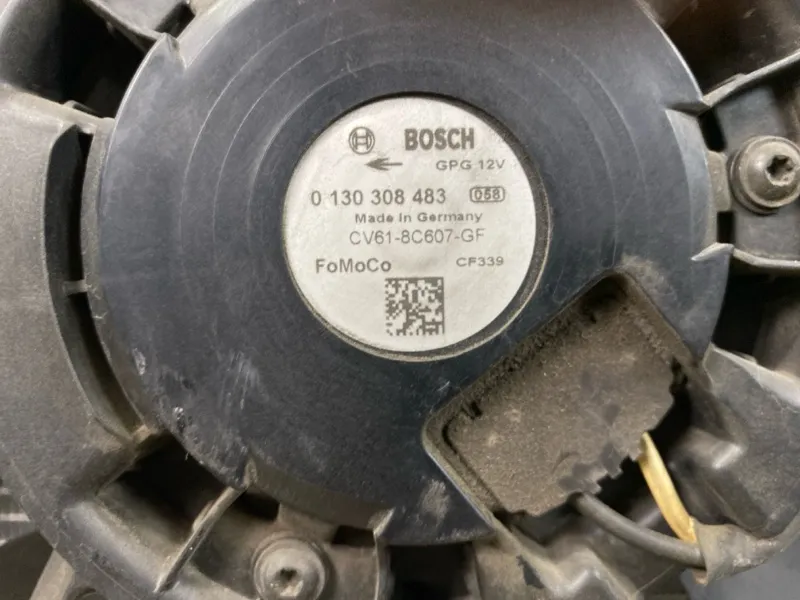 BOSCH
GPG 12V
0 130 308 483 058
Made in Germany
CV61-8C607-GF
FoMoCo CF339